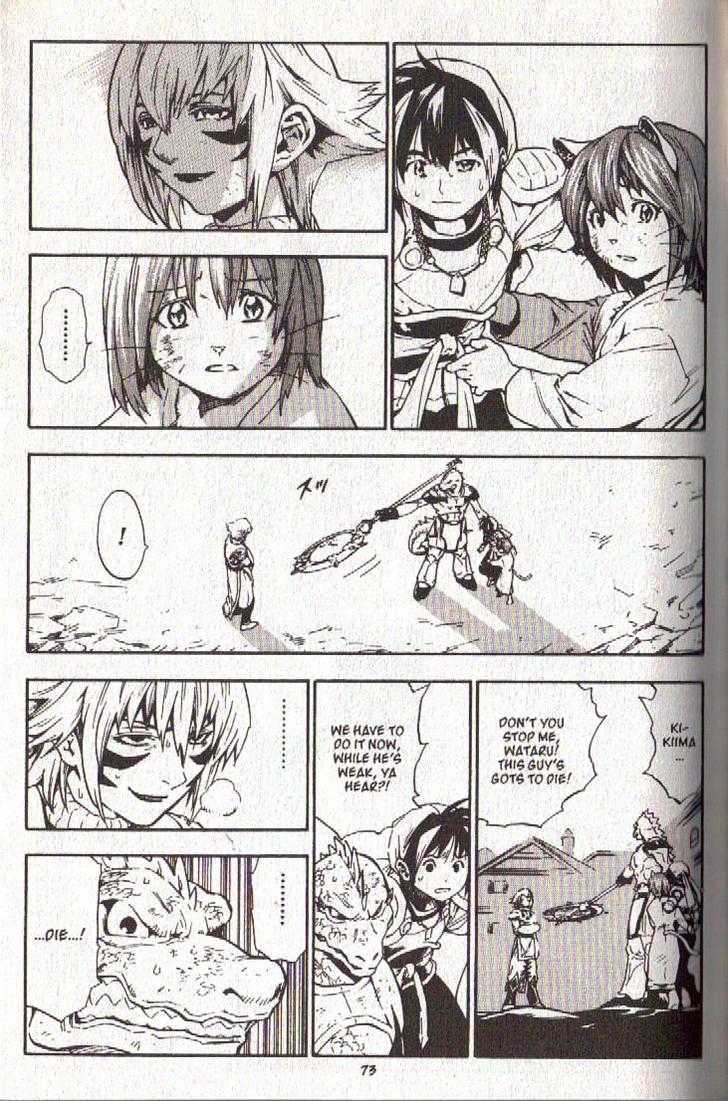 .........
スッ
!
KI-
KIIMA
...
DON'T YOU
STOP ME,
WATARU!
THIS GUY'S
GOTS TO DIE!
WE HAVE TO
DO IT NOW,
WHILE HE'S
WEAK, YA
HEAR?!
............
.........
...DIE...!
73